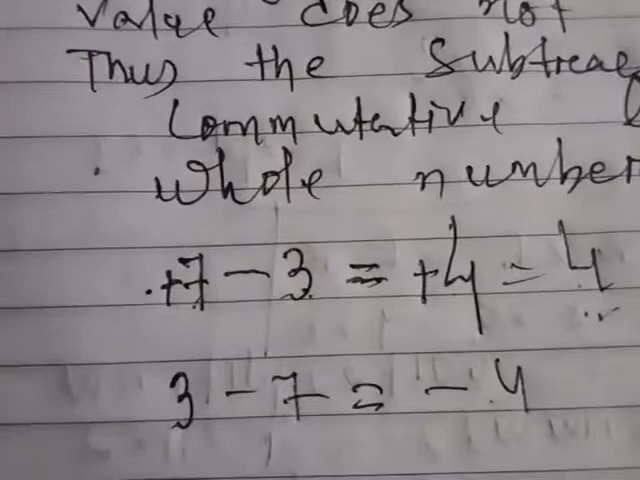 Value does not
Thus the Subtrac
Commutative
whole number
+7 - 3 = +4 = 4
3 - 7 = - 4